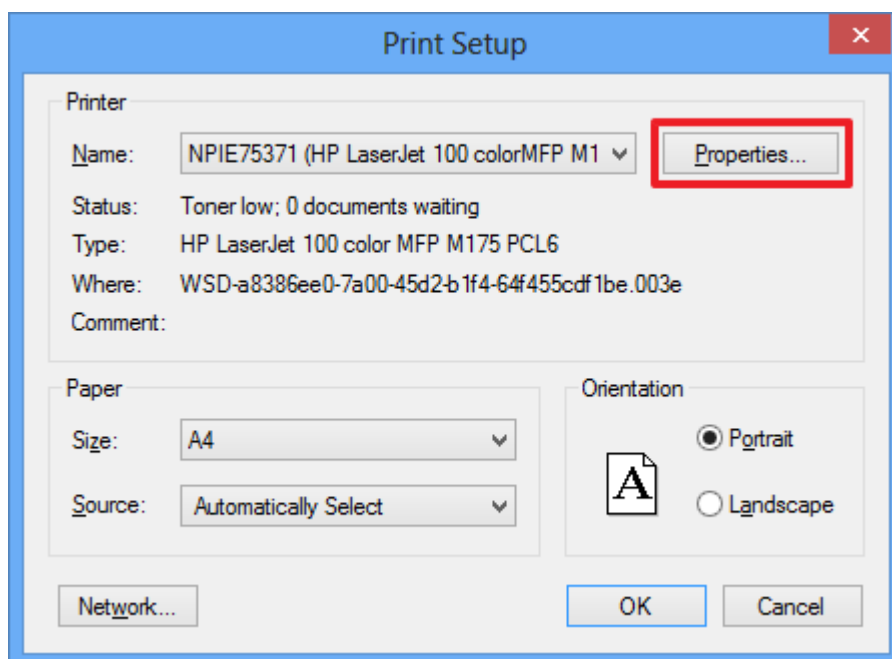 Print Setup
Printer
Name: NPIE75371 (HP LaserJet 100 colorMFP M1 Properties...
Status: Toner low; 0 documents waiting
Type: HP LaserJet 100 color MFP M175 PCL6
Where: WSD-a8386ee0-7a00-45d2-b1f4-64f455cdf1be.003e
Comment:
Paper Orientation
Size: A4 Portrait
A
Source: Automatically Select Landscape
Network... OK Cancel